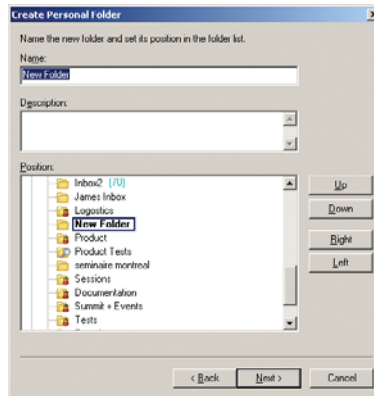 Create Personal Folder
Name the new folder and set its position in the folder list.
Name:
New Folder
Description:
Position:
Inbox2 [70]
James Inbox
Logostics
New Folder
Product
Product Tests
seminaire montreal
Sessions
Documentation
Summit + Events
Tests
Up
Down
Right
Left
< Back
Next >
Cancel